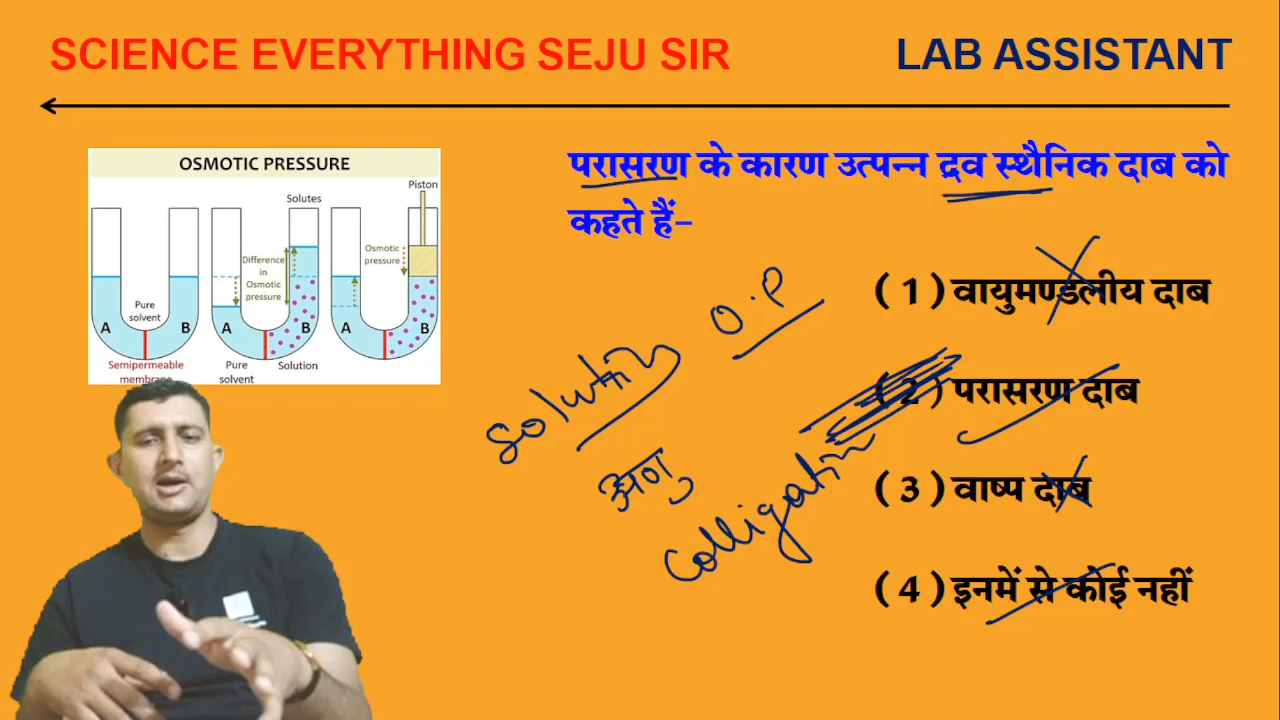 SCIENCE EVERYTHING SEJU SIR
LAB ASSISTANT
OSMOTIC PRESSURE
Piston
Solutes
Osmotic
pressure
Difference
in
Osmotic
pressure
Pure
solvent
A
B
A
B
A
B
Semipermeable
membrane
Pure
solvent
Solution
परासरण के कारण उत्पन्न द्रव स्थैनिक दाब को
कहते हैं-
( 1 ) वायुमण्डलीय दाब
( 2 ) परासरण दाब
( 3 ) वाष्प दाब
( 4 ) इनमें से कोई नहीं
O.P
Solution
अणु
Colligative